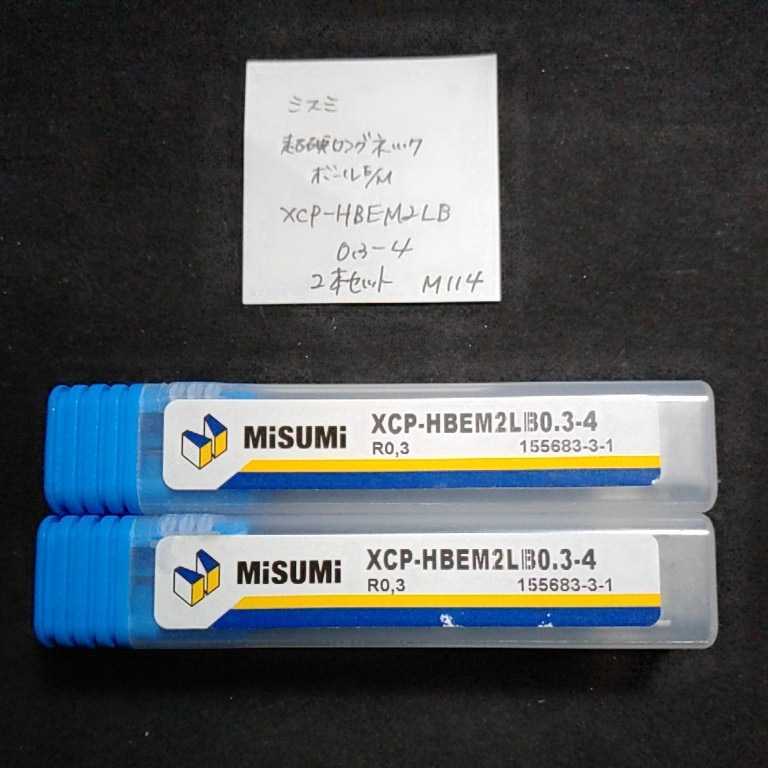 ミスミ
超硬ロングネック
ボールE/M
XCP-HBEM2LB
0.3-4
2本セット M114
MiSUMi
XCP-HBEM2LB0.3-4
R0,3 155683-3-1
MiSUMi
XCP-HBEM2LB0.3-4
R0,3 155683-3-1